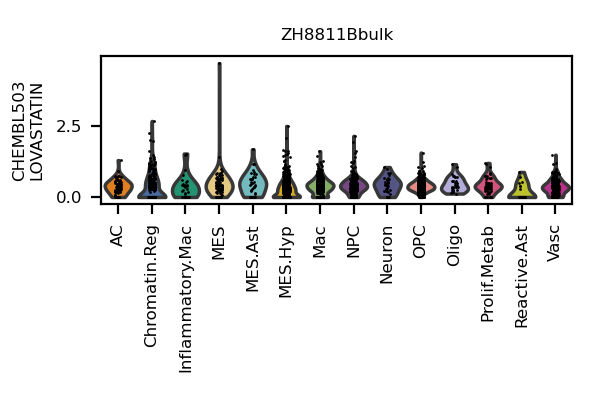 ZH8811Bbulk
CHEMBL503
LOVASTATIN
2.5
0.0
AC
Chromatin.Reg
Inflammatory.Mac
MES
MES.Ast
MES.Hyp
Mac
NPC
Neuron
OPC
Oligo
Prolif.Metab
Reactive.Ast
Vasc